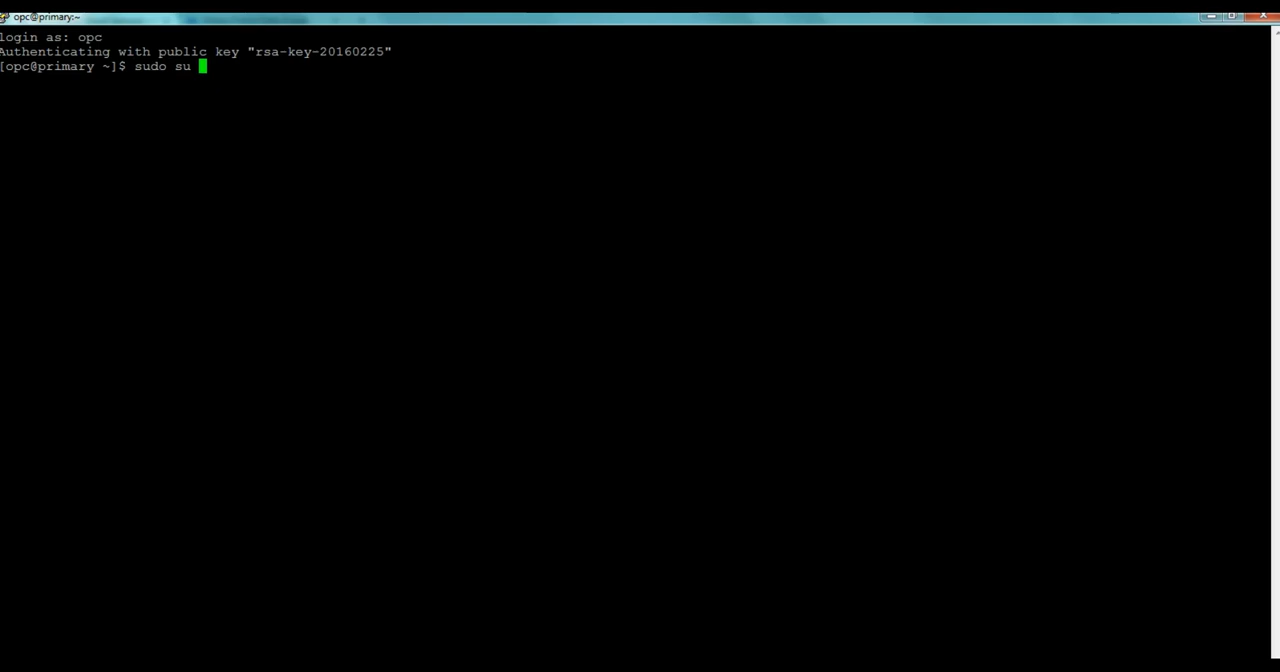 opc@primary:~
login as: opc
Authenticating with public key "rsa-key-20160225"
[opc@primary ~]$ sudo su